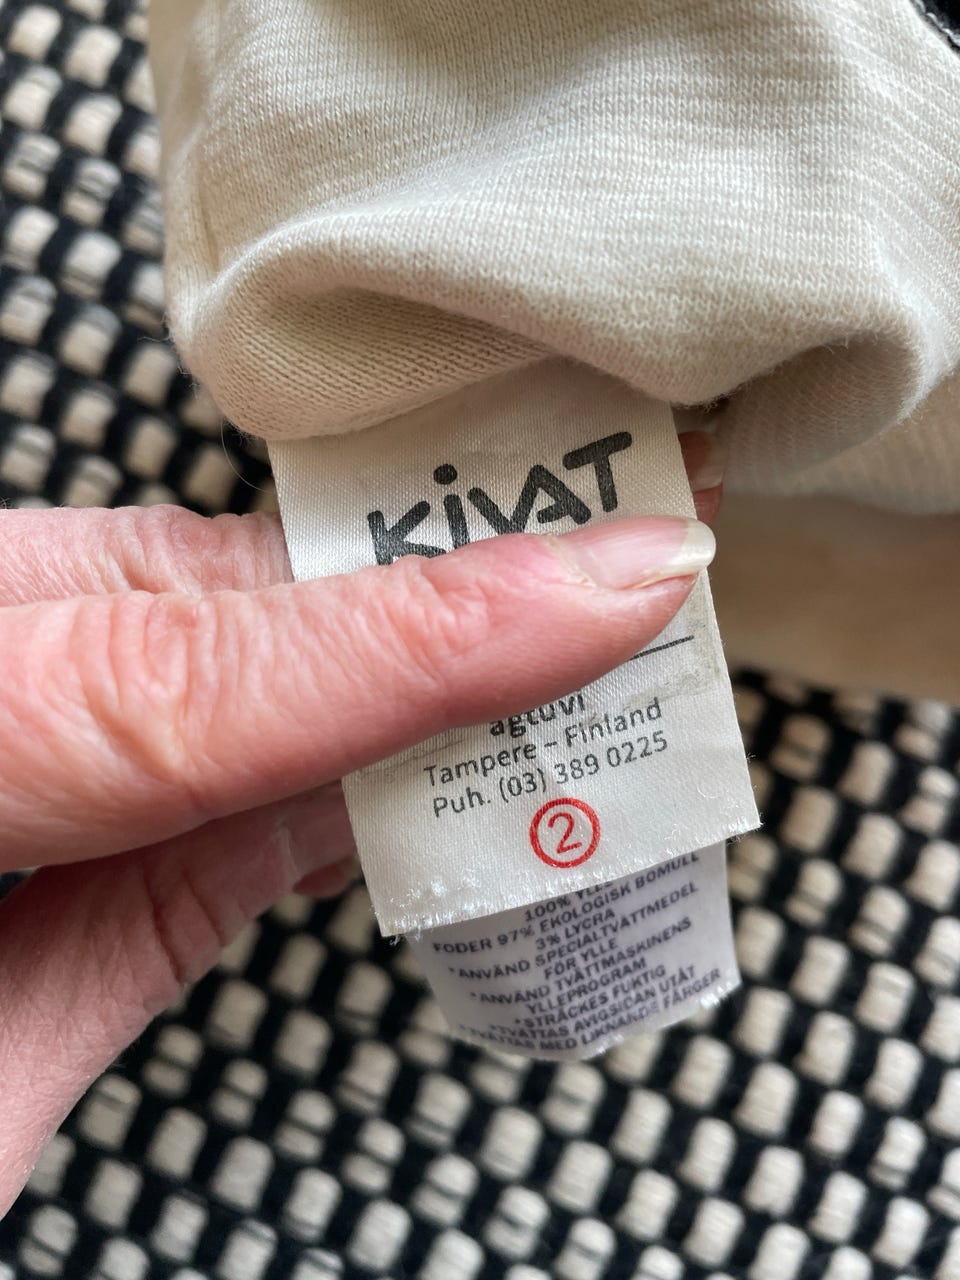 KiVAT
agtuvi
Tampere – Finland
Puh. (03) 389 0225
2
100% YLLE
FODER 97% EKOLOGISK BOMULL
3% LYCRA
*ANVÄND SPECIALTVÄTTMEDEL
FÖR YLLE
*ANVÄND TVÄTTMASKINENS
YLLEPROGRAM
*STRÄCKES FUKTIG
*TVÄTTAS AVIGSIDAN UTÅT
*TVÄTTAS MED LIKNANDE FÄRGER